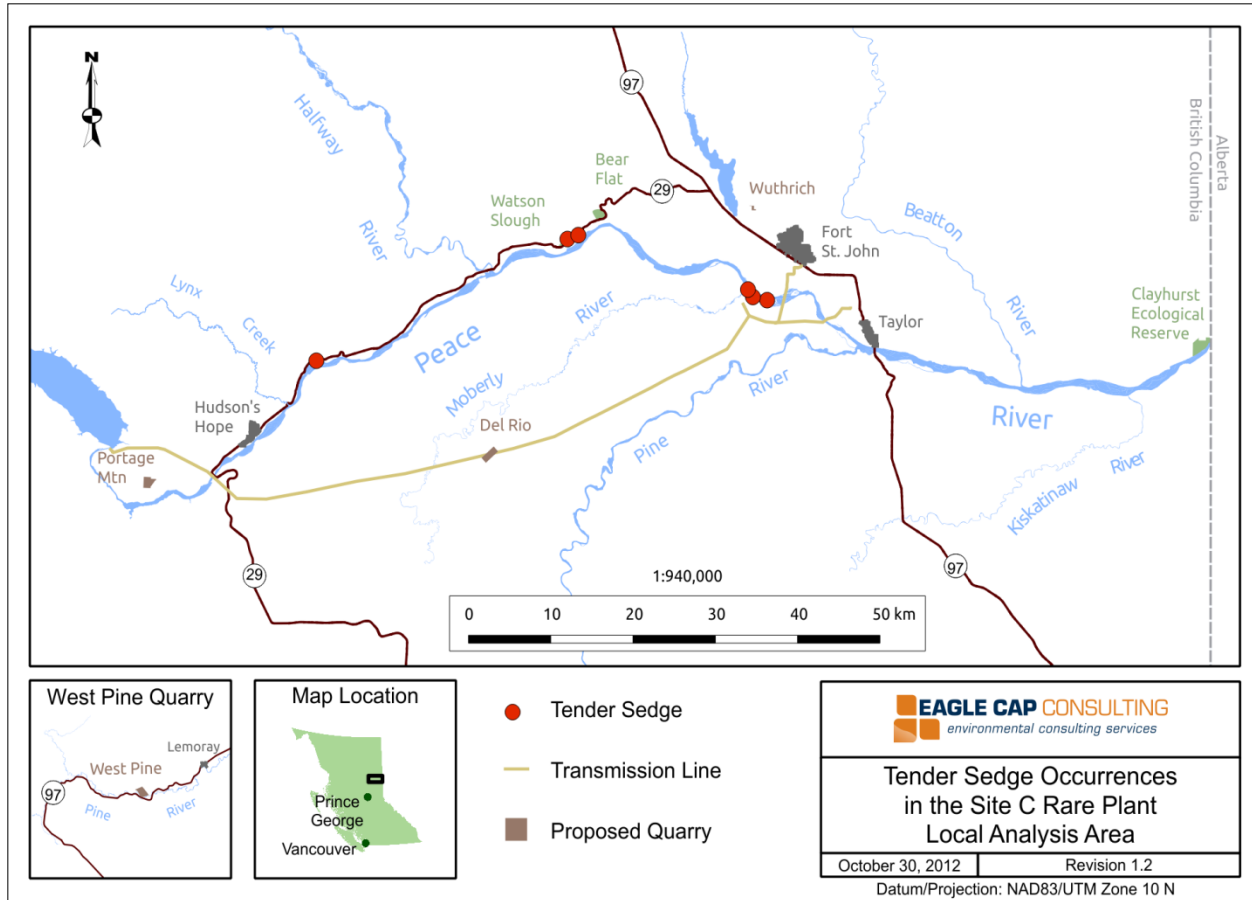 N
97
Halfway
River
Bear
Flat
29
Wuthrich
Watson
Slough
Fort
St. John
Beatton
River
Alberta
British Columbia
Lynx
Creek
Peace
Moberly
River
Taylor
Clayhurst
Ecological
Reserve
Hudson's
Hope
Del Rio
Pine
River
River
Portage
Mtn
Kiskatinaw
River
29
97
1:940,000
0 10 20 30 40 50 km
West Pine Quarry
Lemoray
West Pine
97
Pine
River
Map Location
Prince
George
Vancouver
Tender Sedge
Transmission Line
Proposed Quarry
EAGLE CAP CONSULTING
environmental consulting services
Tender Sedge Occurrences
in the Site C Rare Plant
Local Analysis Area
October 30, 2012
Revision 1.2
Datum/Projection: NAD83/UTM Zone 10 N